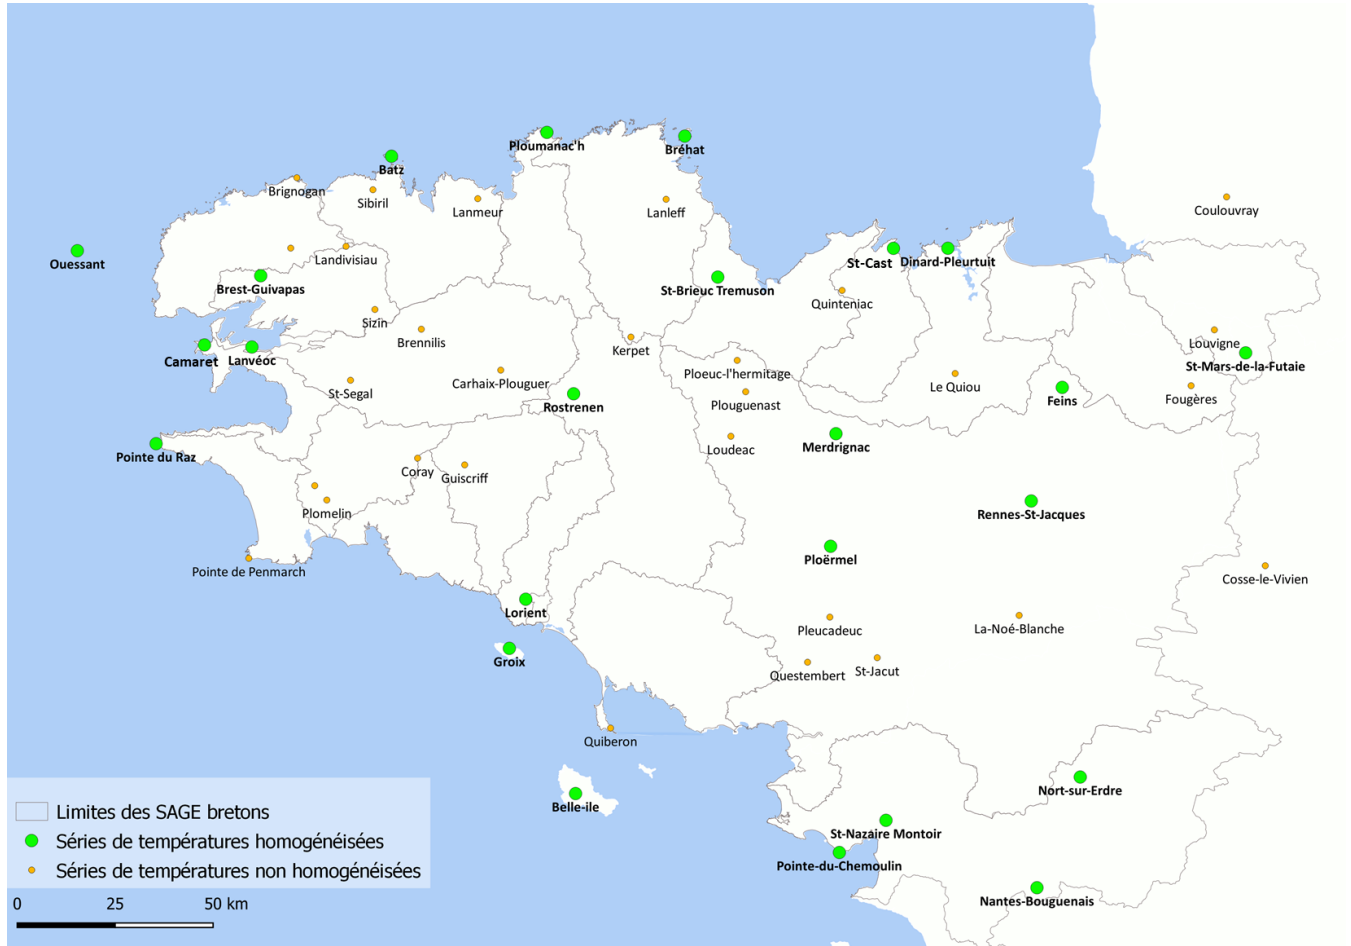 Ploumanac'h
Bréhat
Batz
Brignogan
Sibiril
Lanmeur
Lanleff
Coulouvray
Ouessant
Landivisiau
St-Cast
Dinard-Pleurtuit
Brest-Guivapas
St-Brieuc Tremuson
Quinteniac
Sizin
Brennilis
Kerpet
Louvigne
Camaret
Lanvéoc
St-Mars-de-la-Futaie
Ploeuc-l'hermitage
Carhaix-Plouguer
Le Quiou
St-Segal
Fougères
Feins
Rostrenen
Plouguenast
Loudeac
Merdrignac
Pointe du Raz
Coray
Guiscriff
Plomelin
Rennes-St-Jacques
Ploërmel
Pointe de Penmarch
Cosse-le-Vivien
Lorient
Pleucadeuc
La-Noé-Blanche
Groix
Questembert
St-Jacut
Quiberon
Nort-sur-Erdre
Belle-ile
St-Nazaire Montoir
Pointe-du-Chemoulin
Nantes-Bouguenais
Limites des SAGE bretons
Séries de températures homogénéisées
Séries de températures non homogénéisées
0 25 50 km